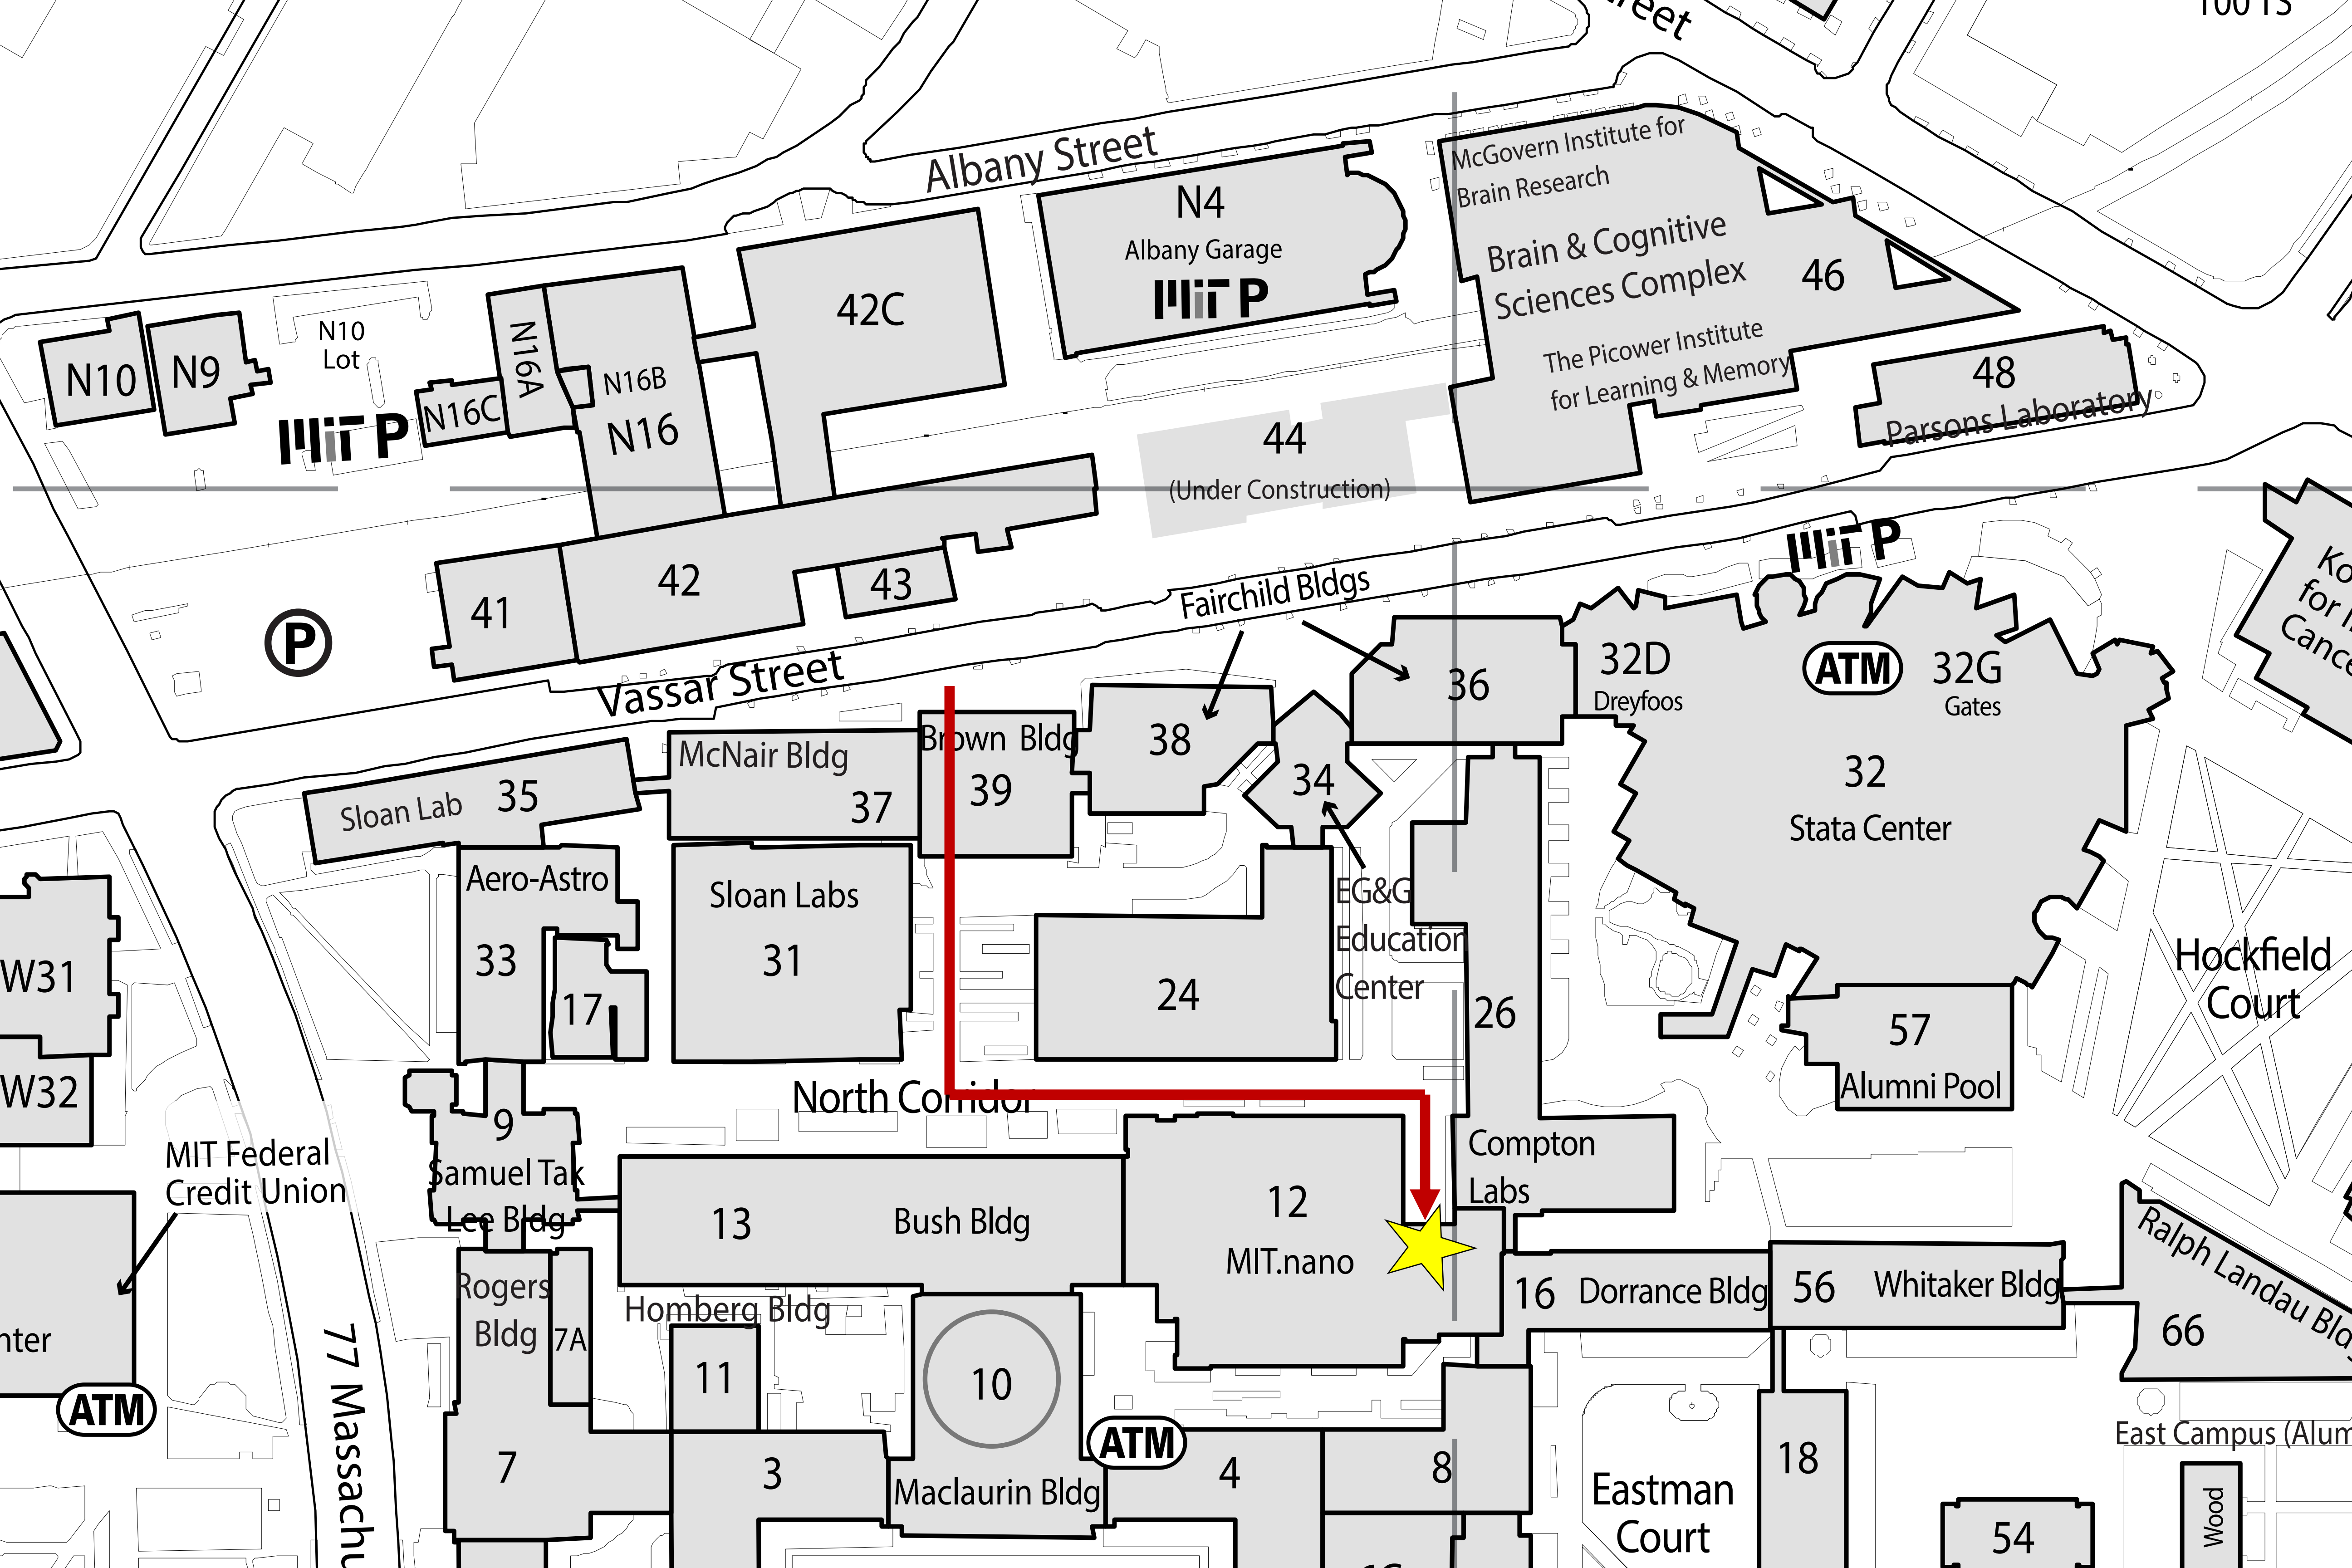 100 TS
Albany Street
N4
Albany Garage
MIT P
McGovern Institute for
Brain Research
Brain & Cognitive
Sciences Complex
46
The Picower Institute
for Learning & Memory
48
Parsons Laboratory
42C
N10
N9
N10
Lot
MIT P
N16A
N16B
N16C
N16
44
(Under Construction)
MIT P
41
42
43
P
Vassar Street
Fairchild Bldgs
36
32D
Dreyfoos
ATM
32G
Gates
32
Stata Center
Sloan Lab
35
McNair Bldg
37
Brown Bldg
39
38
34
EG&G
Education
Center
Aero-Astro
33
17
Sloan Labs
31
24
26
57
Alumni Pool
Hockfield
Court
W31
W32
North Corridor
9
Samuel Tak
Lee Bldg
MIT Federal
Credit Union
13
Bush Bldg
12
MIT.nano
Compton
Labs
16
Dorrance Bldg
56
Whitaker Bldg
Ralph Landau
66
Rogers
Bldg
7A
Homberg Bldg
11
10
ATM
ATM
7
3
Maclaurin Bldg
4
8
18
Eastman
Court
54
Wood
East Campus
77